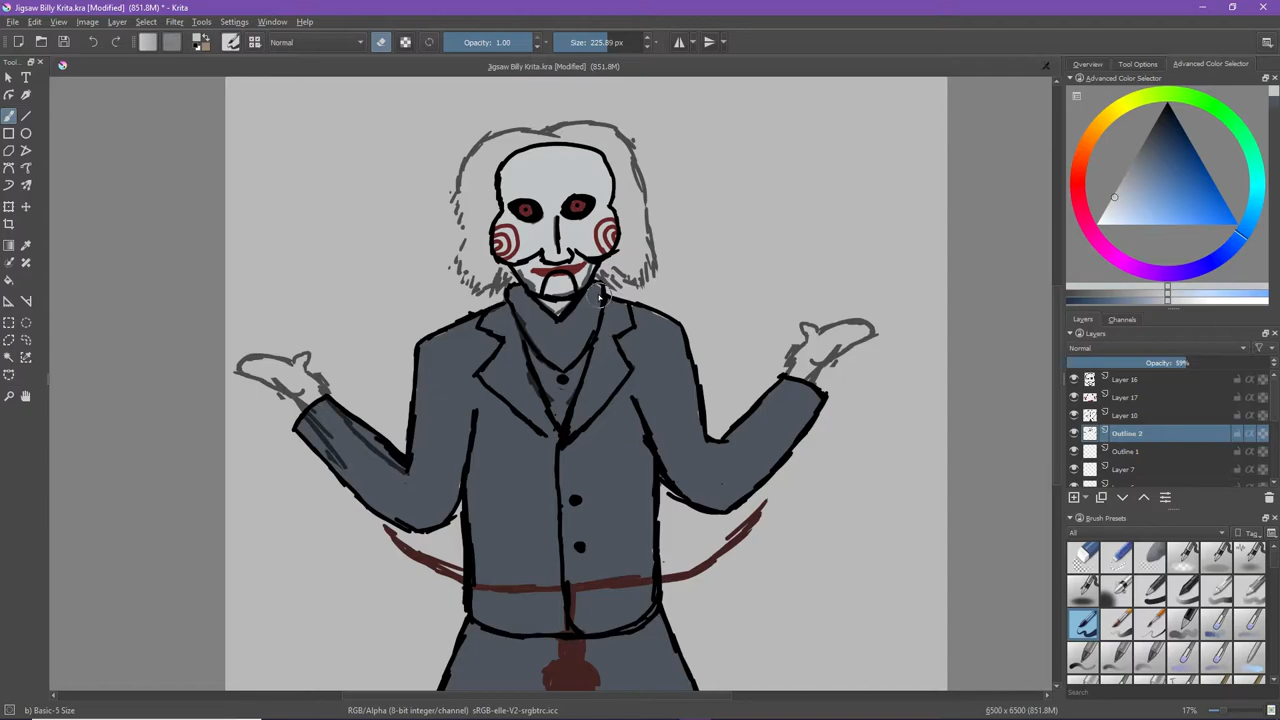 Jigsaw Billy Krita.kra [Modified] (851.8M) * - Krita
File Edit View Image Layer Select Filter Tools Settings Window Help
Normal Opacity: 1.00 Size: 225.89 px
Tool...
Jigsaw Billy Krita.kra [Modified] (851.8M)
Overview Tool Options Advanced Color Selector
Advanced Color Selector
Layers Channels
Layers
Normal
Opacity: 59%
Layer 16
Layer 17
Layer 10
Outline 2
Outline 1
Layer 7
Brush Presets
All Tag
Search
b) Basic-5 Size RGB/Alpha (8-bit integer/channel) sRGB-elle-V2-srgbtrc.icc 6500 x 6500 (851.8M) 17%